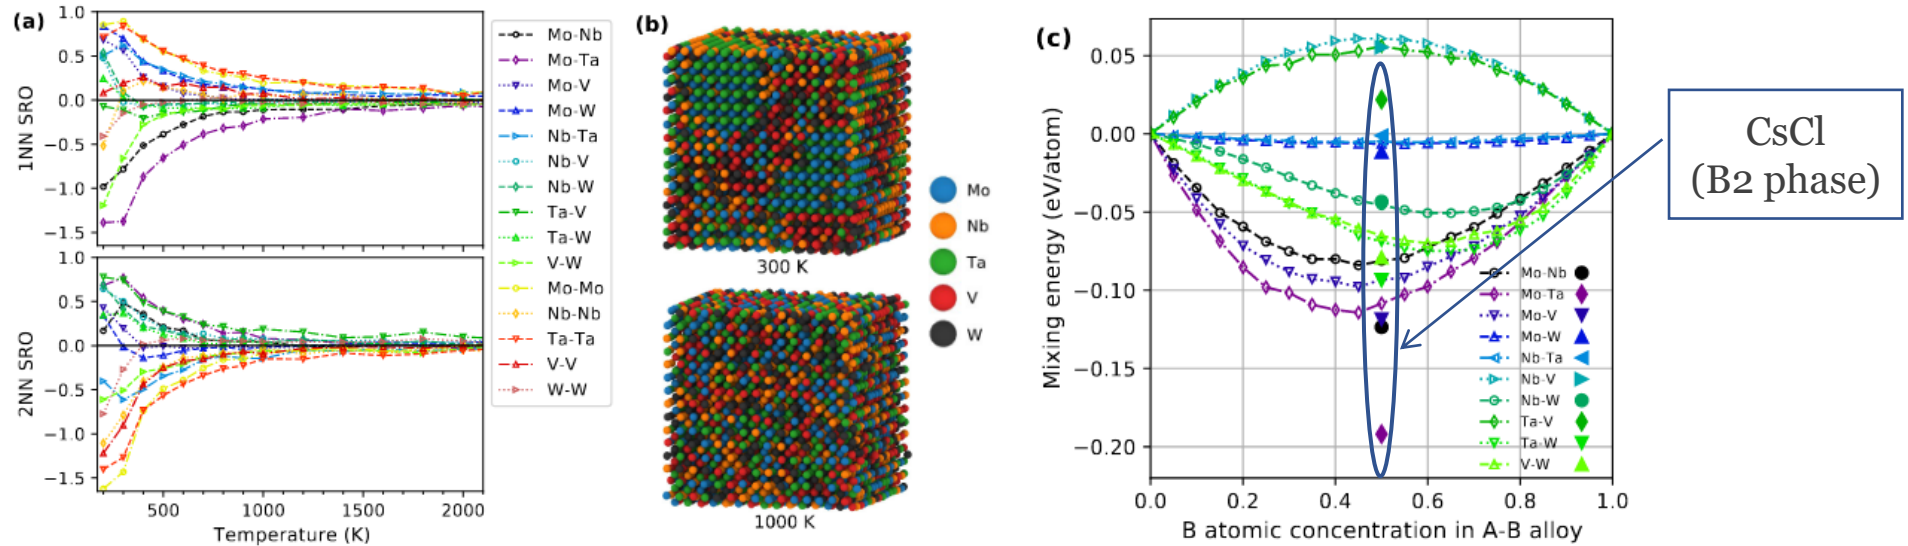 (a)
1.0
0.5
0.0
−0.5
−1.0
−1.5
1NN SRO
1.0
0.5
0.0
−0.5
−1.0
−1.5
2NN SRO
500
1000
1500
2000
Temperature (K)
Mo-Nb
Mo-Ta
Mo-V
Mo-W
Nb-Ta
Nb-V
Nb-W
Ta-V
Ta-W
V-W
Mo-Mo
Nb-Nb
Ta-Ta
V-V
W-W
(b)
300 K
1000 K
Mo
Nb
Ta
V
W
(c)
0.05
0.00
−0.05
−0.10
−0.15
−0.20
Mixing energy (eV/atom)
Mo-Nb
Mo-Ta
Mo-V
Mo-W
Nb-Ta
Nb-V
Nb-W
Ta-V
Ta-W
V-W
0.0
0.2
0.4
0.6
0.8
1.0
B atomic concentration in A-B alloy
CsCl
(B2 phase)